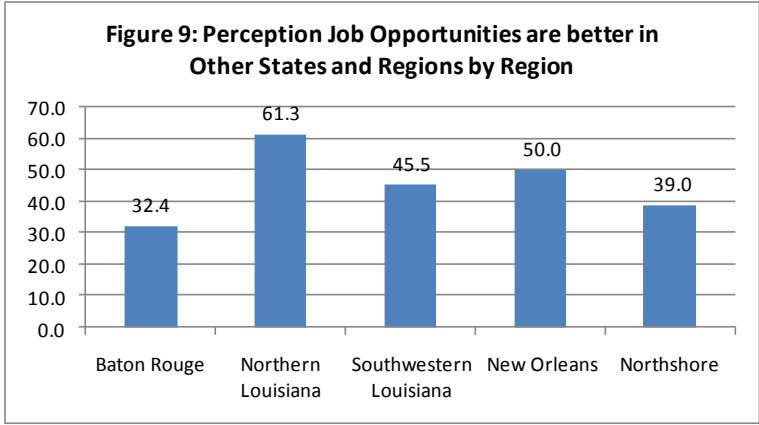 Figure 9: Perception Job Opportunities are better in
Other States and Regions by Region
70.0
60.0
50.0
40.0
30.0
20.0
10.0
0.0
32.4
61.3
45.5
50.0
39.0
Baton Rouge
Northern
Louisiana
Southwestern
Louisiana
New Orleans
Northshore